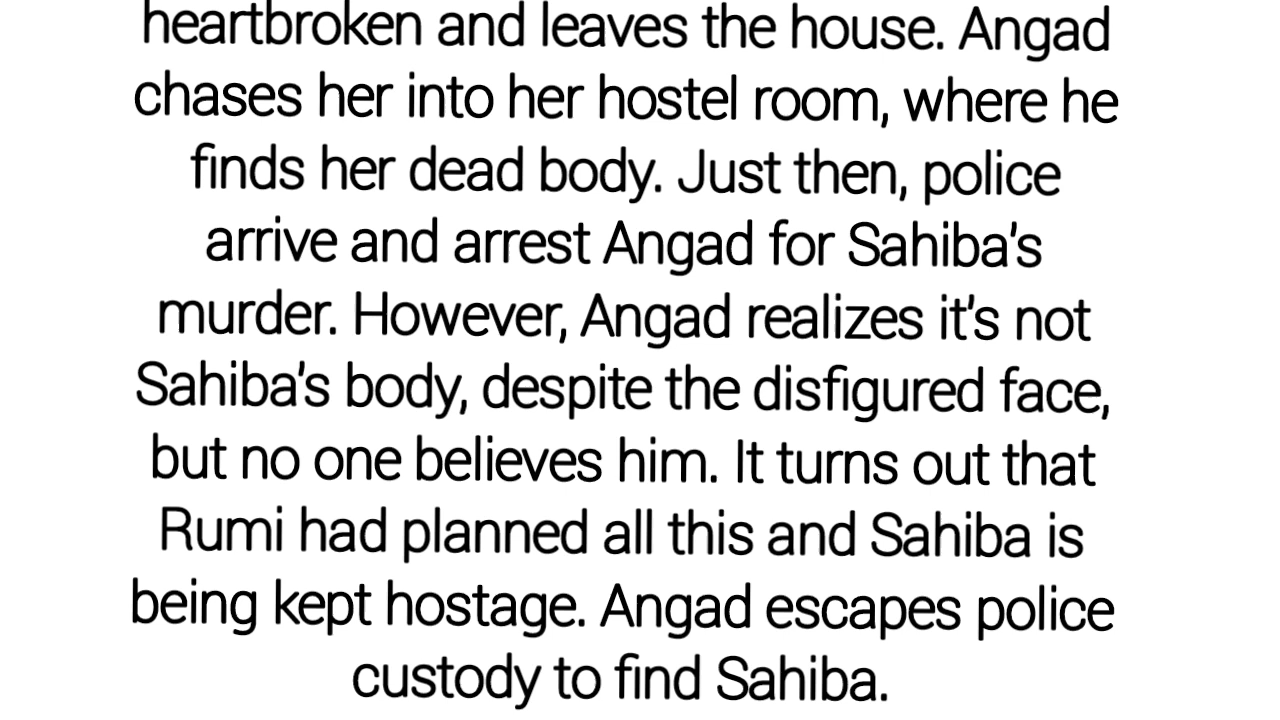 heartbroken and leaves the house. Angad
chases her into her hostel room, where he
finds her dead body. Just then, police
arrive and arrest Angad for Sahiba's
murder. However, Angad realizes it's not
Sahiba's body, despite the disfigured face,
but no one believes him. It turns out that
Rumi had planned all this and Sahiba is
being kept hostage. Angad escapes police
custody to find Sahiba.